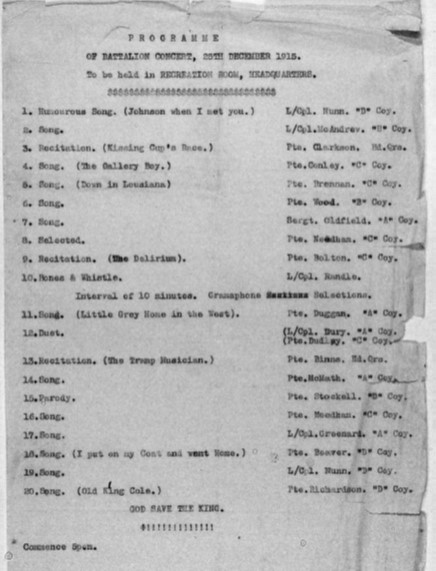 PROGRAMME
OF BATTALION CONCERT, 25TH DECEMBER 1915.
To be held in RECREATION ROOM, HEADQUARTERS.
1. Humourous Song. (Johnson when I met you.) L/Cpl. Nunn. "D" Coy.
2. Song. L/Cpl.McAndrew. Coy.
3. Recitation. (Kissing Cup's Race.) Pte. Clarkson. Hd.Qrs.
4. Song. (The Gallery Boy.) Pte.Conley. "C" Coy.
5. Song. (Down in Lousiana) Pte. Brennan. "C" Coy.
6. Song. Pte. Wood. "B" Coy.
7. Song. Sergt. Oldfield. "A" Coy.
8. Selected. Pte. Needham. "C" Coy.
9. Recitation. (The Delirium). Pte. Bolton. "C" Coy.
10.Bones & Whistle. L/Cpl. Randle.
Interval of 10 minutes. Gramaphone Selections.
11.Song. (Little Grey Home in the West). Pte. Duggan. "A" Coy.
12.Duet. (L/Cpl. Dury. "A" Coy.
(Pte.Dudley. "C" Coy.
13.Recitation. (The Tramp Musician.) Pte. Binns. Hd.Qrs.
14.Song. Pte.McMath. "A" Coy.
15.Parody. Pte. Stockell. Coy.
16.Song. Pte. Needham. "C" Coy.
17.Song. L/Cpl.Greenard. "A" Coy.
18.Song. (I put on my Coat and went Home.) Pte. Beaver. Coy.
19.Song. L/Cpl. Nunn. "D" Coy.
20.Song. (Old King Cole.) Pte.Richardson. "D" Coy.
GOD SAVE THE KING.
Commence 8pm.